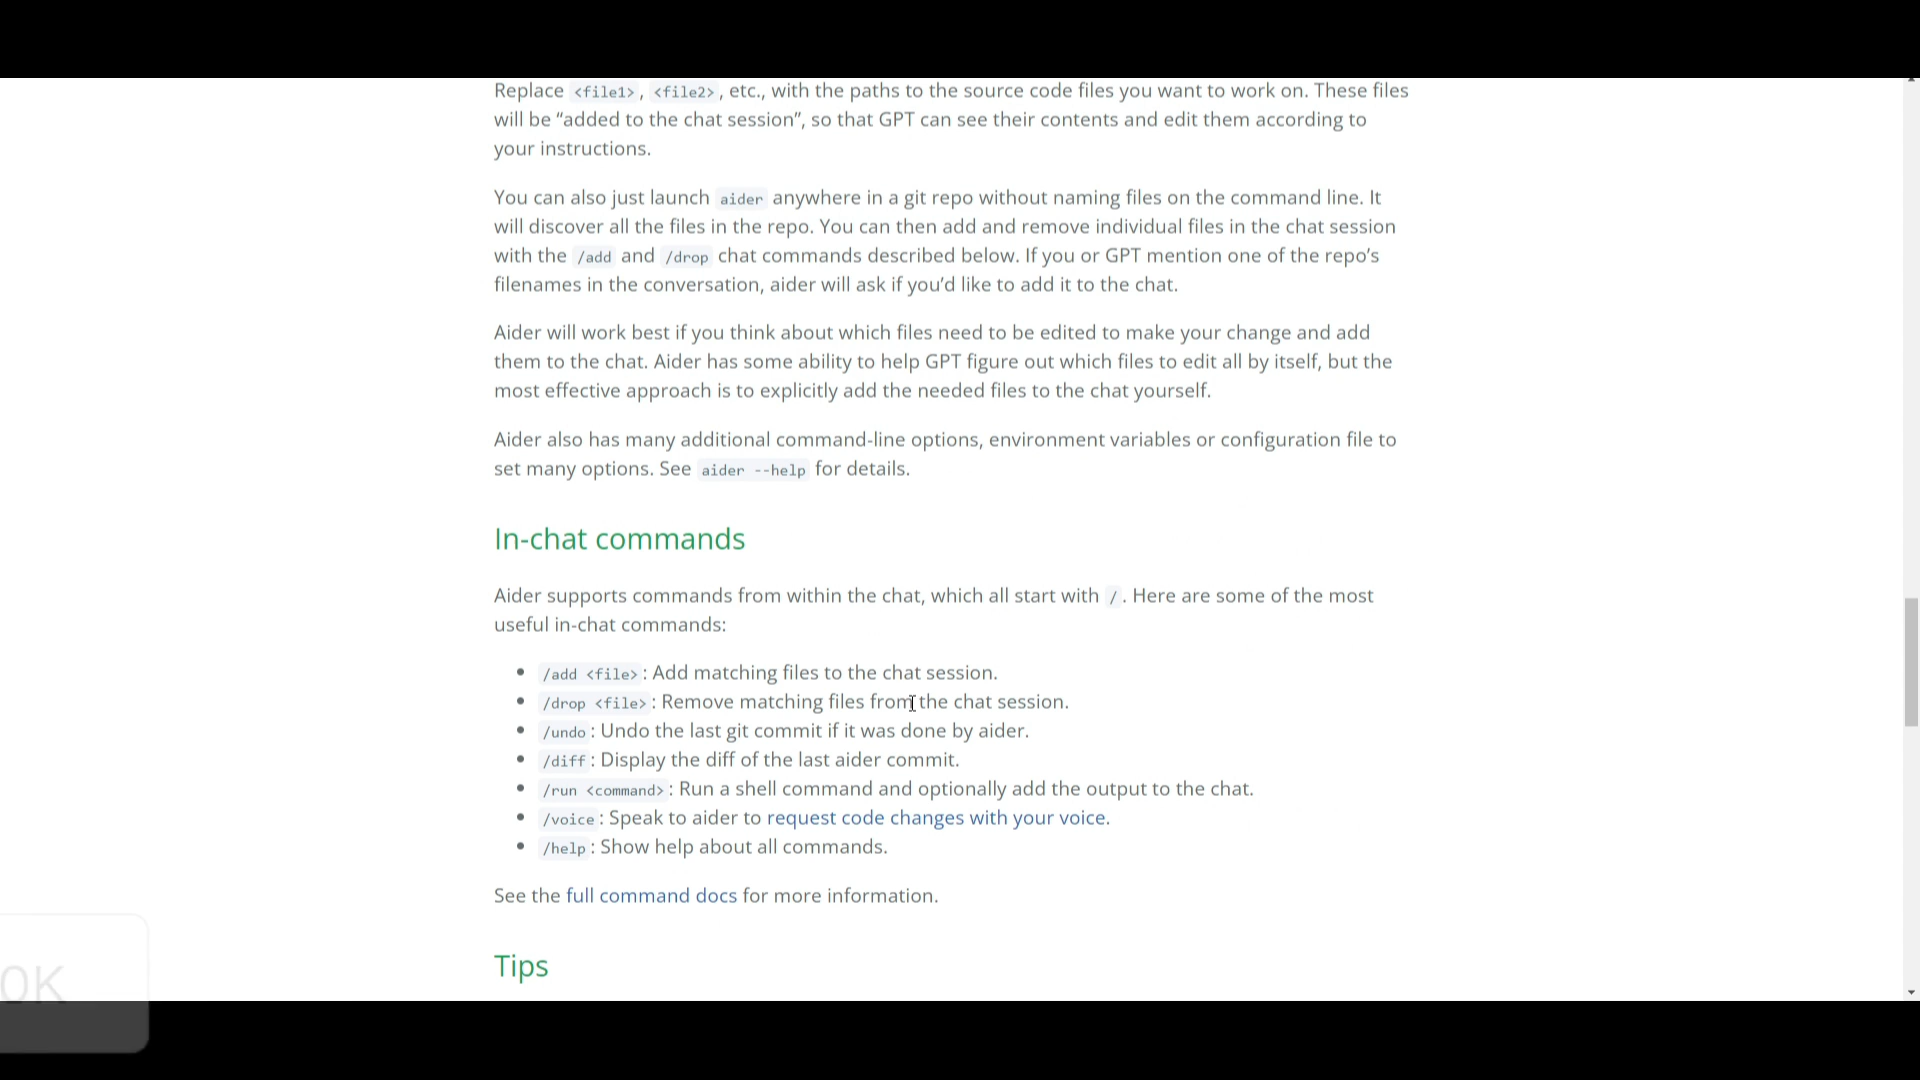 Replace <file1>, <file2>, etc., with the paths to the source code files you want to work on. These files
will be “added to the chat session”, so that GPT can see their contents and edit them according to
your instructions.
You can also just launch aider anywhere in a git repo without naming files on the command line. It
will discover all the files in the repo. You can then add and remove individual files in the chat session
with the /add and /drop chat commands described below. If you or GPT mention one of the repo’s
filenames in the conversation, aider will ask if you’d like to add it to the chat.
Aider will work best if you think about which files need to be edited to make your change and add
them to the chat. Aider has some ability to help GPT figure out which files to edit all by itself, but the
most effective approach is to explicitly add the needed files to the chat yourself.
Aider also has many additional command-line options, environment variables or configuration file to
set many options. See aider --help for details.
In-chat commands
Aider supports commands from within the chat, which all start with /. Here are some of the most
useful in-chat commands:
• /add <file>: Add matching files to the chat session.
• /drop <file>: Remove matching files from the chat session.
• /undo: Undo the last git commit if it was done by aider.
• /diff: Display the diff of the last aider commit.
• /run <command>: Run a shell command and optionally add the output to the chat.
• /voice: Speak to aider to request code changes with your voice.
• /help: Show help about all commands.
See the full command docs for more information.
Tips
0K